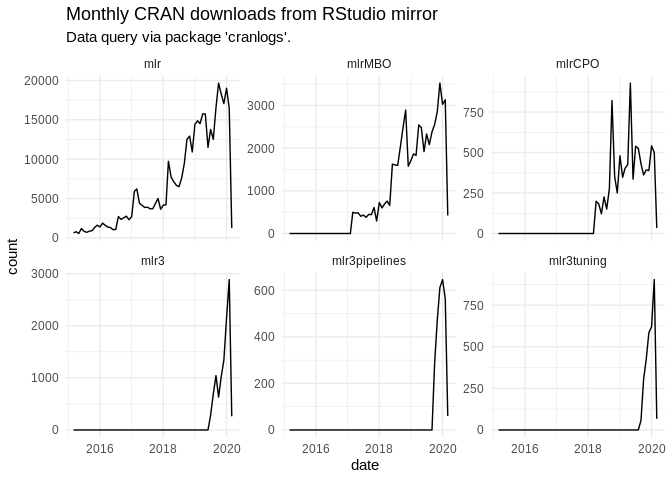 Monthly CRAN downloads from RStudio mirror
Data query via package 'cranlogs'.
mlr
mlrMBO
mlrCPO
20000
15000
10000
5000
0
3000
2000
1000
0
750
500
250
0
count
mlr3
mlr3pipelines
mlr3tuning
3000
2000
1000
0
600
400
200
0
750
500
250
0
2016 2018 2020
2016 2018 2020
2016 2018 2020
date